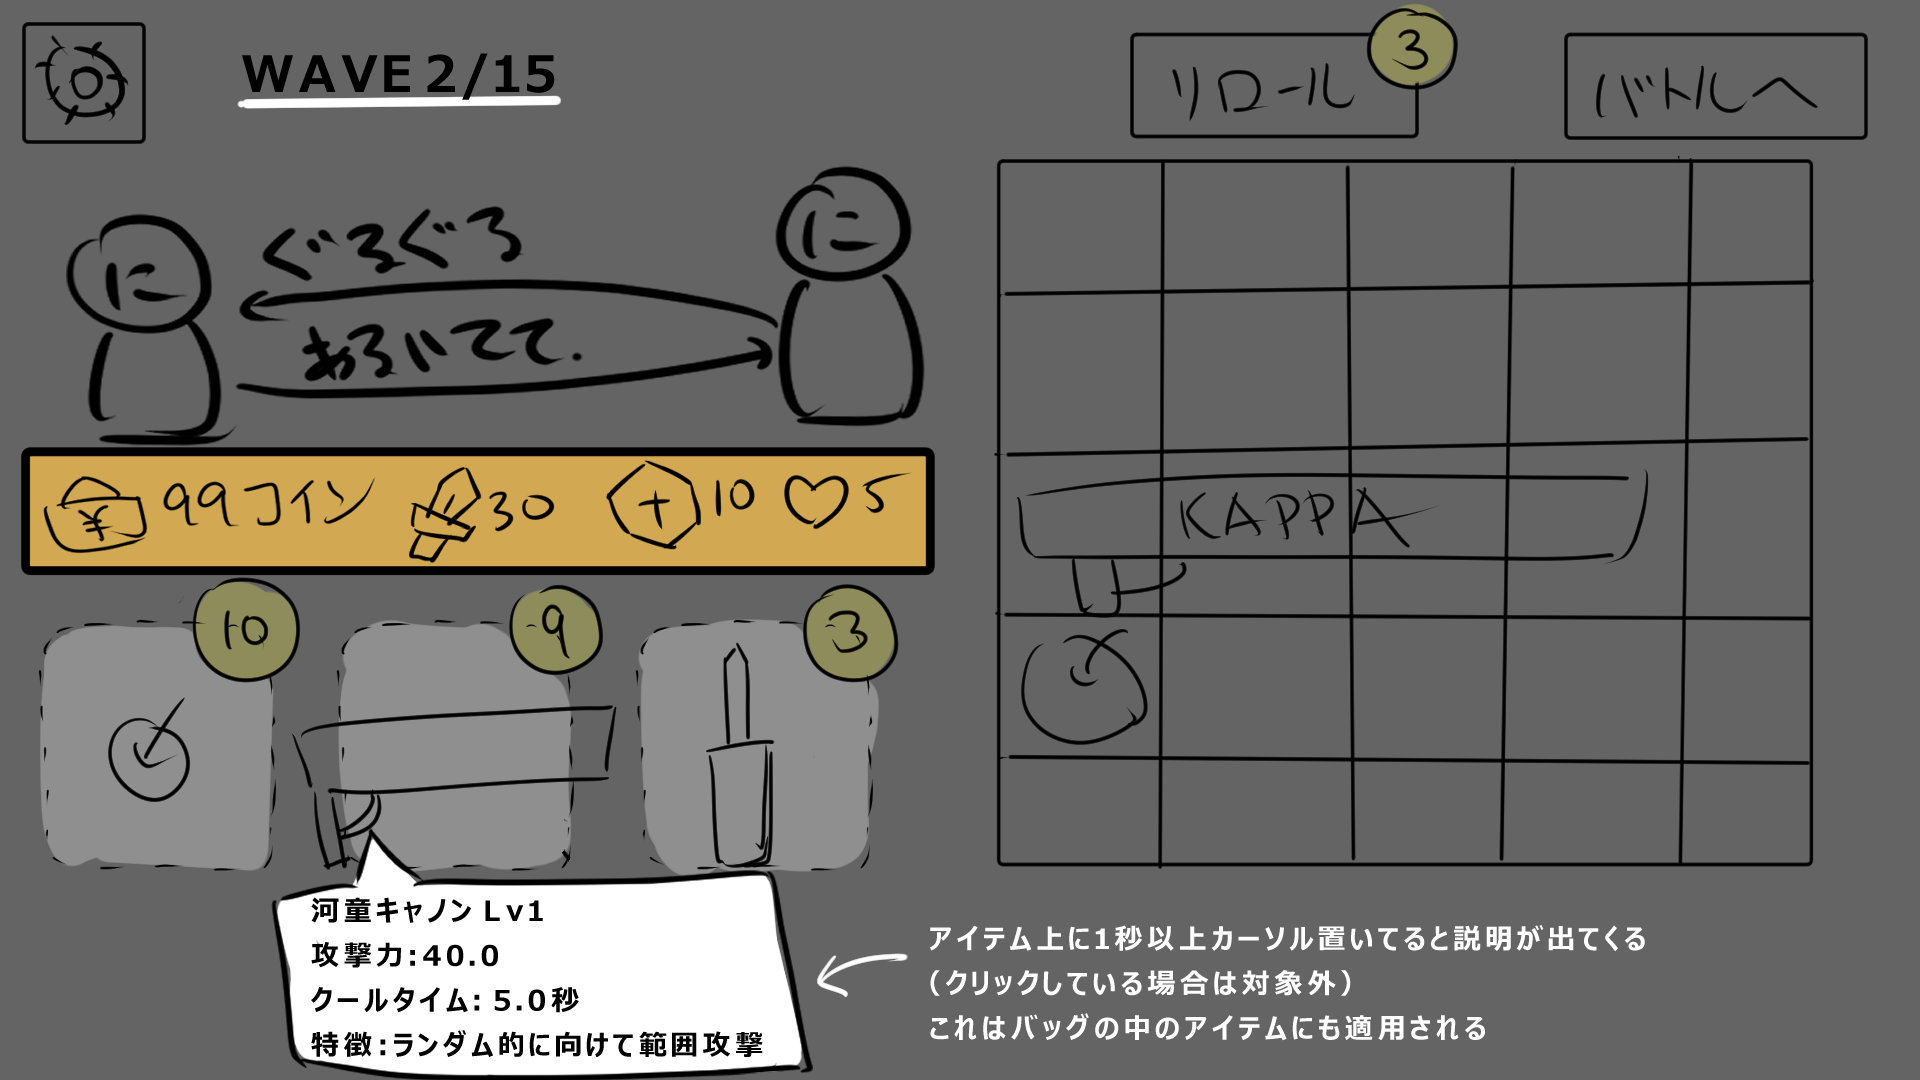 WAVE 2/15
リロール
3
バトルへ
に
ぐるぐる
あるいてて.
に
¥ 99コイン 30 + 10 5
10
9
3
KAPPA
河童キャノン Lv1
攻撃力:40.0
クールタイム: 5.0秒
特徴:ランダム的に向けて範囲攻撃
アイテム上に1秒以上カーソル置いてると説明が出てくる
(クリックしている場合は対象外)
これはバッグの中のアイテムにも適用される